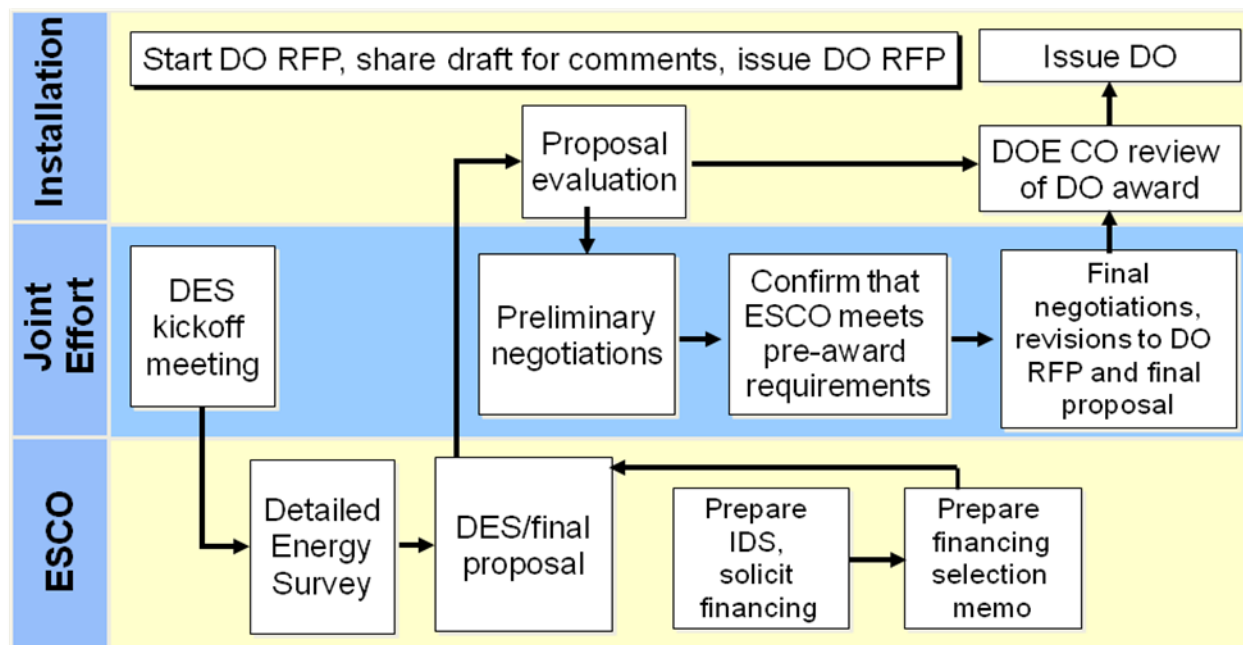 Installation
Start DO RFP, share draft for comments, issue DO RFP
Issue DO
Proposal
evaluation
DOE CO review
of DO award
Joint
Effort
DES
kickoff
meeting
Preliminary
negotiations
Confirm that
ESCO meets
pre-award
requirements
Final
negotiations,
revisions to DO
RFP and final
proposal
ESCO
Detailed
Energy
Survey
DES/final
proposal
Prepare
IDS,
solicit
financing
Prepare
financing
selection
memo